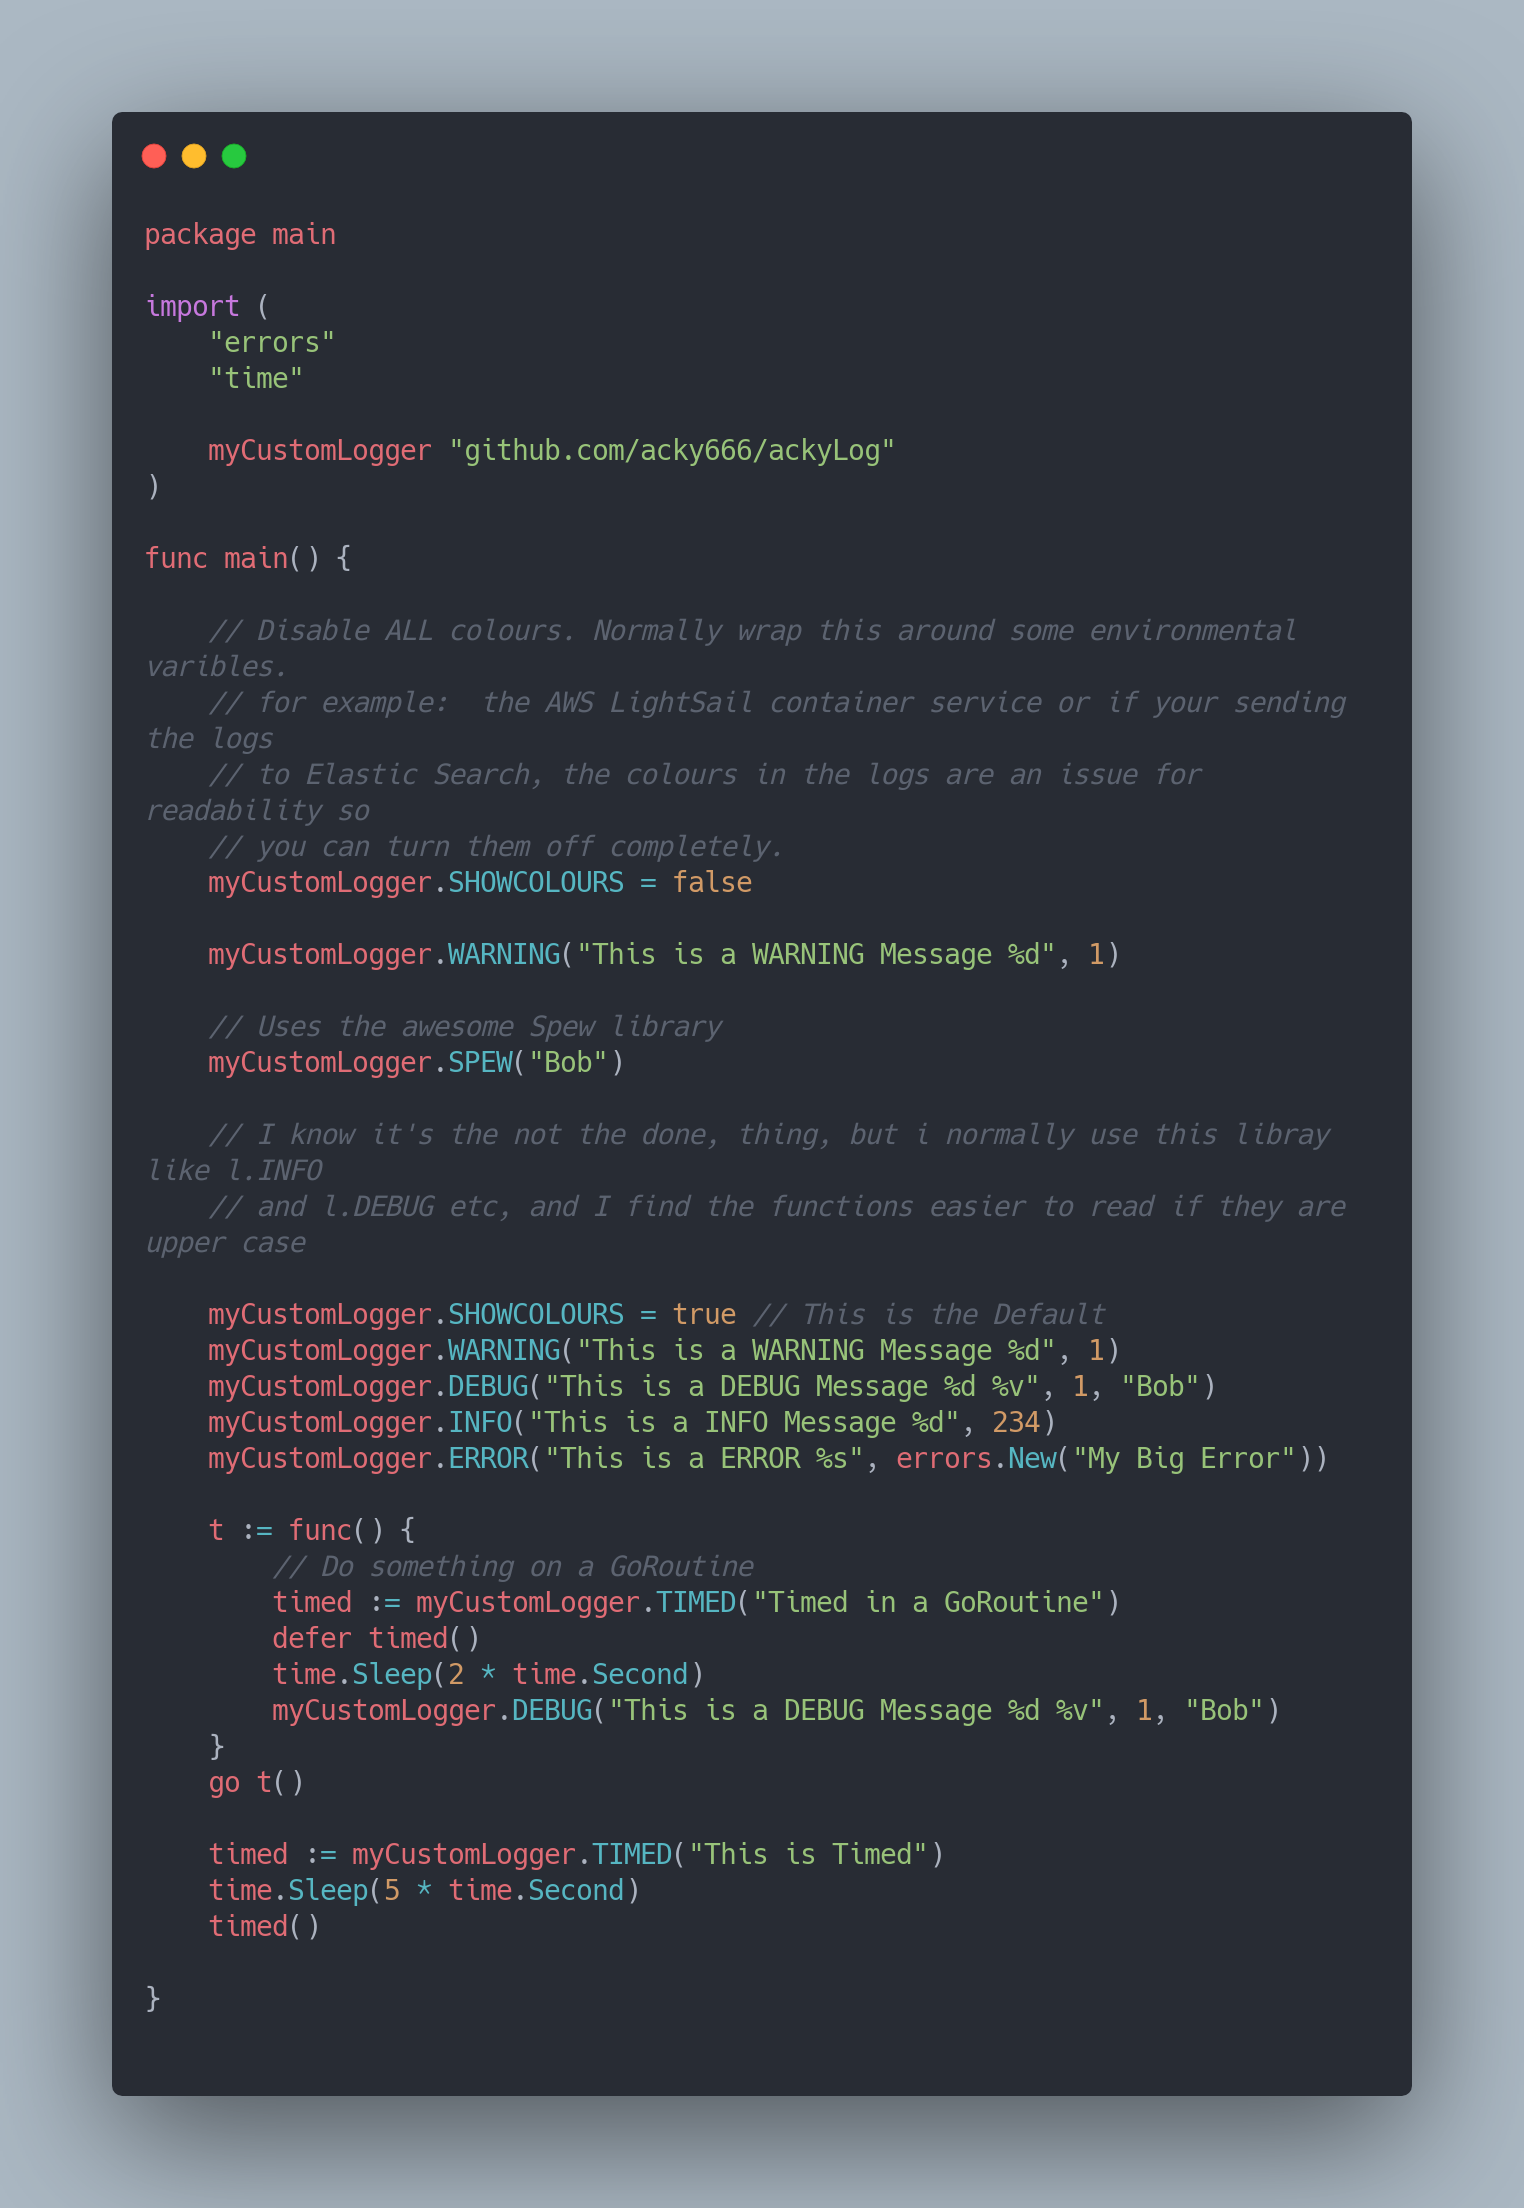 package main

import (
    "errors"
    "time"

    myCustomLogger "github.com/acky666/ackyLog"
)

func main() {

    // Disable ALL colours. Normally wrap this around some environmental
varibles.
    // for example:  the AWS LightSail container service or if your sending
the logs
    // to Elastic Search, the colours in the logs are an issue for
readability so
    // you can turn them off completely.
    myCustomLogger.SHOWCOLOURS = false

    myCustomLogger.WARNING("This is a WARNING Message %d", 1)

    // Uses the awesome Spew library
    myCustomLogger.SPEW("Bob")

    // I know it's the not the done, thing, but i normally use this libray
like l.INFO
    // and l.DEBUG etc, and I find the functions easier to read if they are
upper case

    myCustomLogger.SHOWCOLOURS = true // This is the Default
    myCustomLogger.WARNING("This is a WARNING Message %d", 1)
    myCustomLogger.DEBUG("This is a DEBUG Message %d %v", 1, "Bob")
    myCustomLogger.INFO("This is a INFO Message %d", 234)
    myCustomLogger.ERROR("This is a ERROR %s", errors.New("My Big Error"))

    t := func() {
        // Do something on a GoRoutine
        timed := myCustomLogger.TIMED("Timed in a GoRoutine")
        defer timed()
        time.Sleep(2 * time.Second)
        myCustomLogger.DEBUG("This is a DEBUG Message %d %v", 1, "Bob")
    }
    go t()

    timed := myCustomLogger.TIMED("This is Timed")
    time.Sleep(5 * time.Second)
    timed()

}